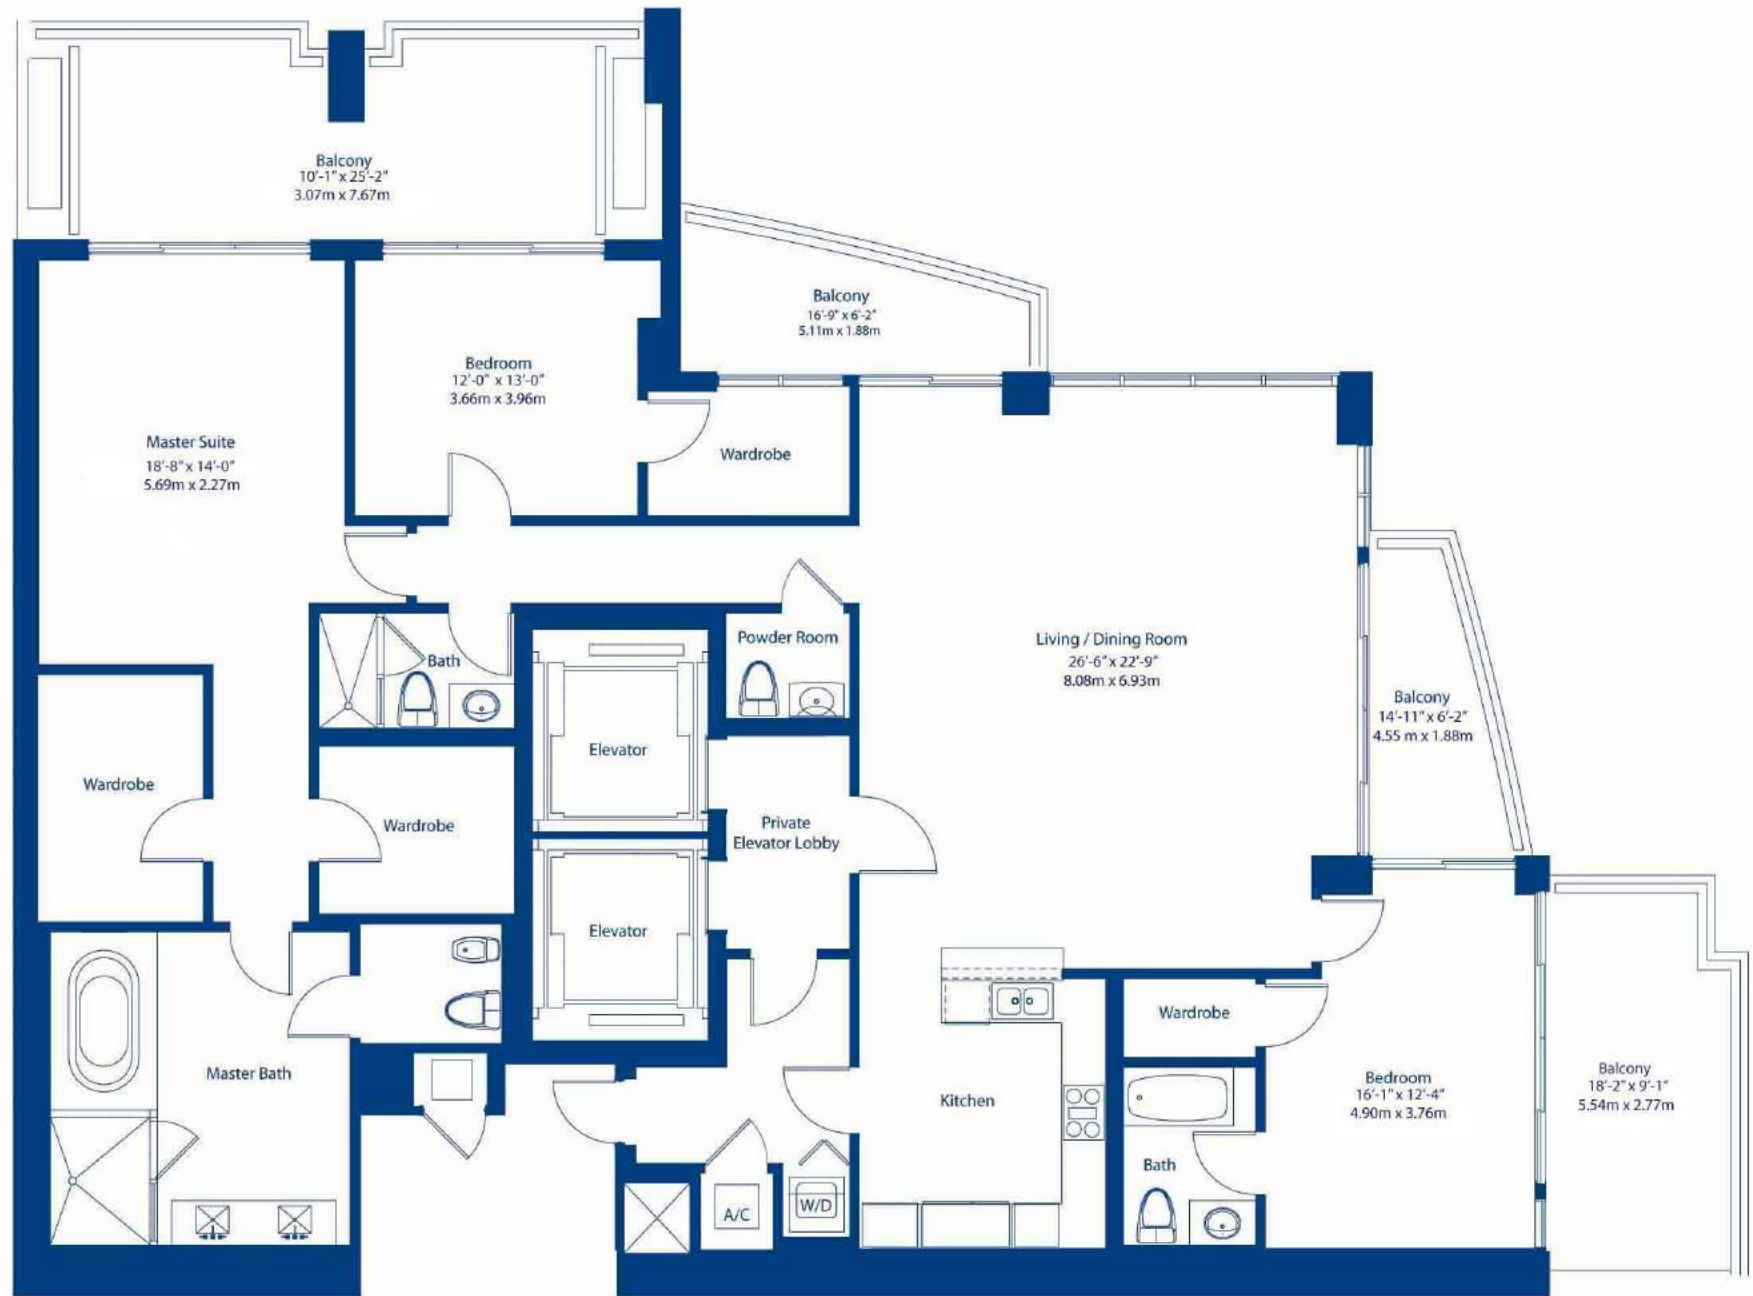 Balcony
10'-1" x 25'-2"
3.07m x 7.67m
Balcony
16'-9" x 6'-2"
5.11m x 1.88m
Bedroom
12'-0" x 13'-0"
3.66m x 3.96m
Master Suite
18'-8" x 14'-0"
5.69m x 2.27m
Wardrobe
Powder Room
Living / Dining Room
26'-6" x 22'-9"
8.08m x 6.93m
Bath
Balcony
14'-11" x 6'-2"
4.55 m x 1.88m
Elevator
Wardrobe
Wardrobe
Private
Elevator Lobby
Elevator
Wardrobe
Master Bath
Kitchen
Bedroom
16'-1" x 12'-4"
4.90m x 3.76m
Balcony
18'-2" x 9'-1"
5.54m x 2.77m
Bath
A/C
W/D